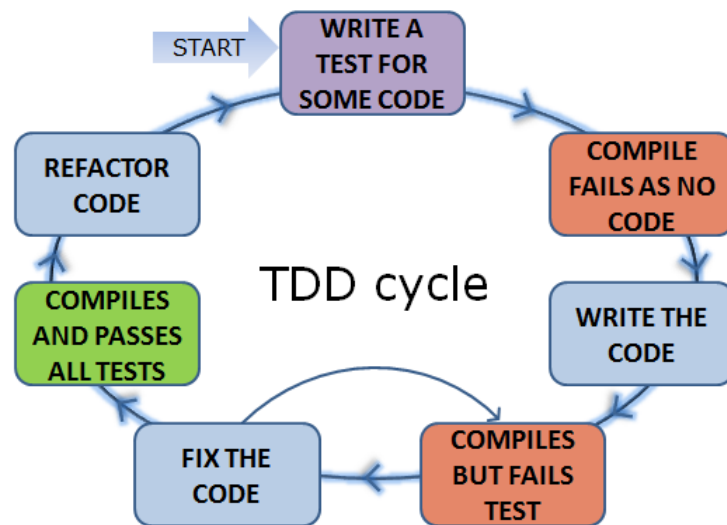 START
WRITE A
TEST FOR
SOME CODE
COMPILE
FAILS AS NO
CODE
WRITE THE
CODE
COMPILES
BUT FAILS
TEST
FIX THE
CODE
COMPILES
AND PASSES
ALL TESTS
REFACTOR
CODE
TDD cycle